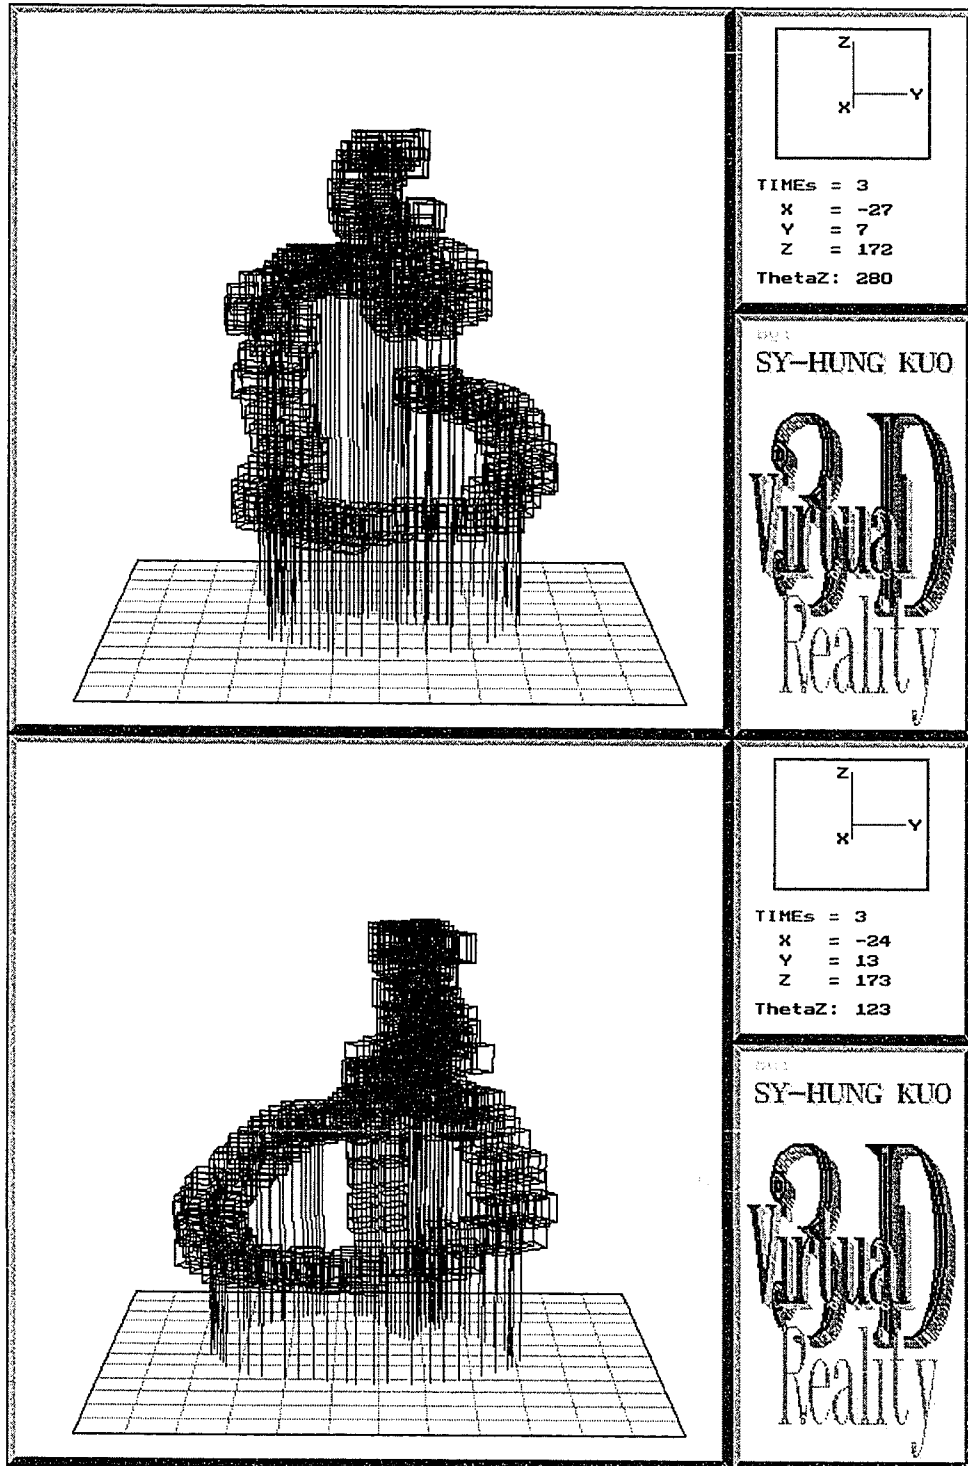 Z
Y
X
TIMEs = 3
X = -27
Y = 7
Z = 172
ThetaZ: 280
SY-HUNG KUO
3D
Virtual
Reality
Z
Y
X
TIMEs = 3
X = -24
Y = 13
Z = 173
ThetaZ: 123
SY-HUNG KUO
3D
Virtual
Reality